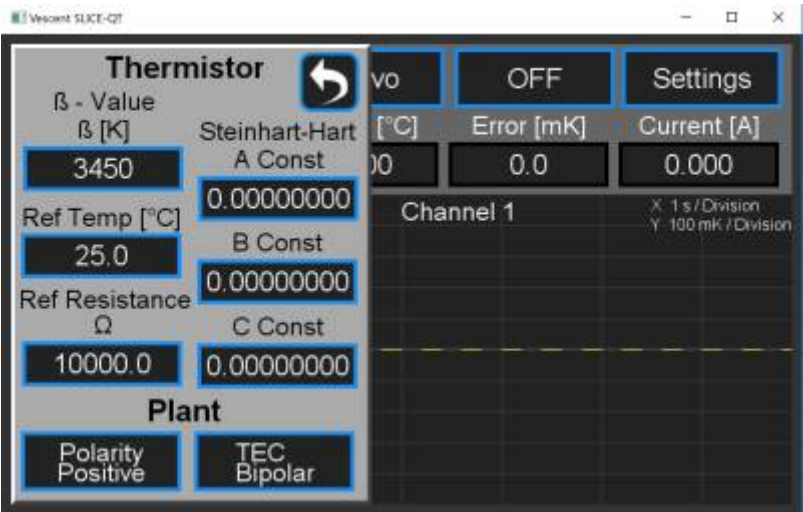 Vescent SLICE-QT
Thermistor
ß - Value
ß [K]
3450
Ref Temp [°C]
25.0
Ref Resistance
Ω
10000.0
Steinhart-Hart
A Const
0.00000000
B Const
0.00000000
C Const
0.00000000
Plant
Polarity
Positive
TEC
Bipolar
vo
OFF
Settings
[°C]
Error [mK]
Current [A]
00
0.0
0.000
Channel 1
X 1 s / Division
Y 100 mK / Division